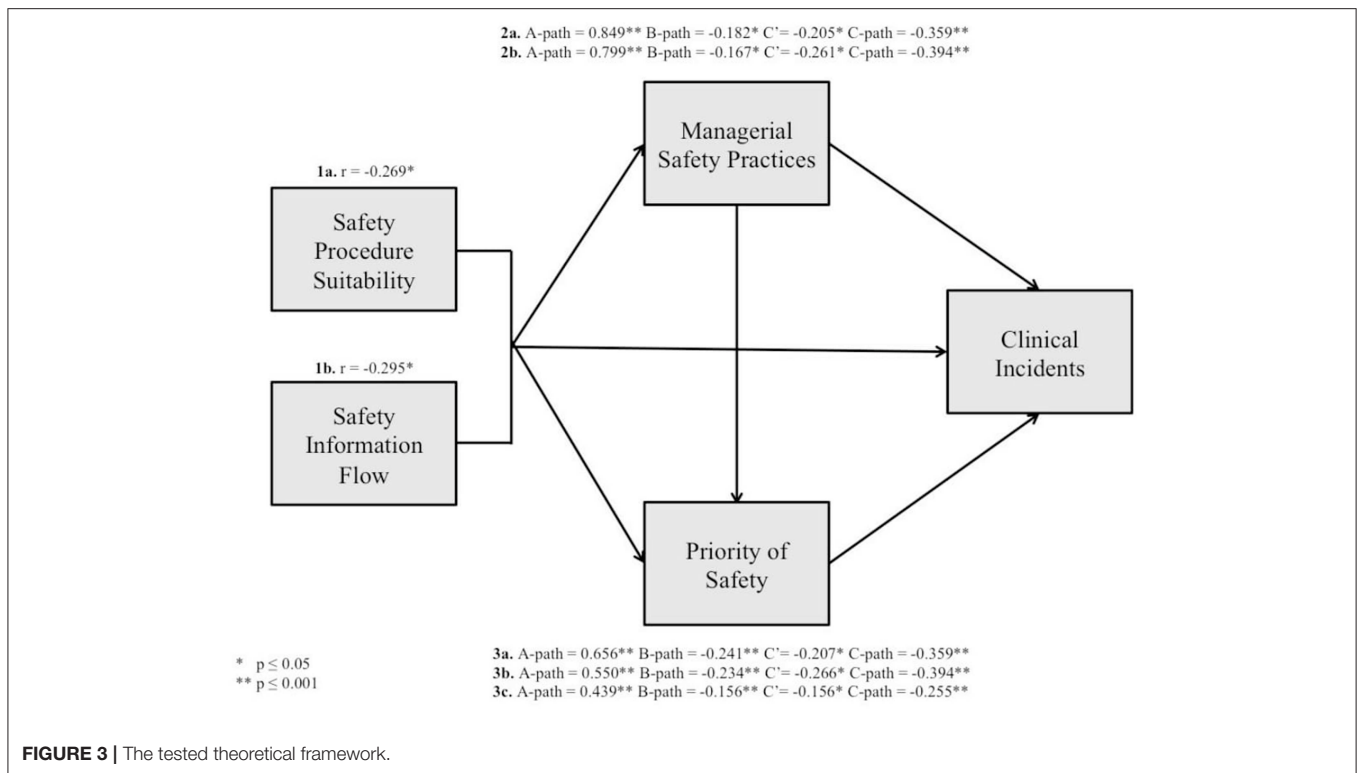 2a. A-path = 0.849** B-path = -0.182* C’= -0.205* C-path = -0.359**
2b. A-path = 0.799** B-path = -0.167* C’= -0.261* C-path = -0.394**
Managerial
Safety Practices
1a. r = -0.269*
Safety
Procedure
Suitability
1b. r = -0.295*
Safety
Information
Flow
Clinical
Incidents
Priority of
Safety
3a. A-path = 0.656** B-path = -0.241** C’= -0.207* C-path = -0.359**
3b. A-path = 0.550** B-path = -0.234** C’= -0.266* C-path = -0.394**
3c. A-path = 0.439** B-path = -0.156** C’= -0.156* C-path = -0.255**
* p ≤ 0.05
** p ≤ 0.001
FIGURE 3 | The tested theoretical framework.